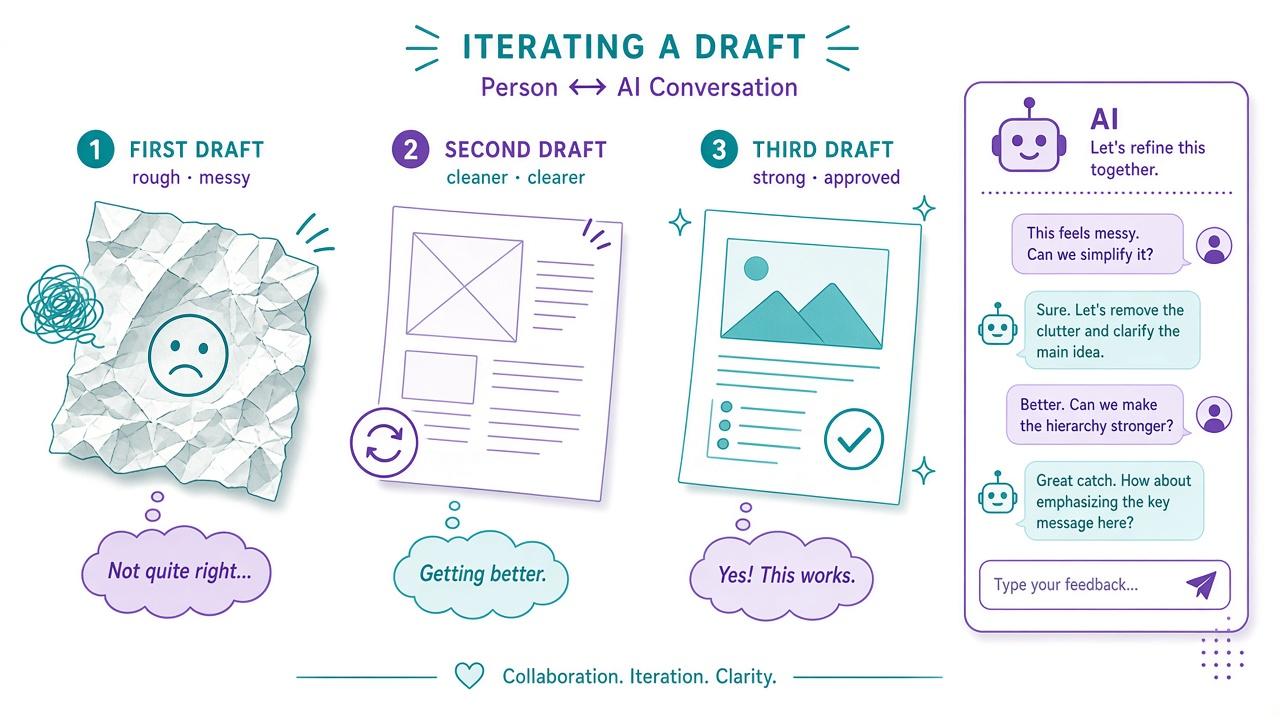 ITERATING A DRAFT
Person ↔ AI Conversation
1 FIRST DRAFT
rough · messy
Not quite right...
2 SECOND DRAFT
cleaner · clearer
Getting better.
3 THIRD DRAFT
strong · approved
Yes! This works.
AI
Let's refine this
together.
This feels messy.
Can we simplify it?
Sure. Let's remove the
clutter and clarify the
main idea.
Better. Can we make
the hierarchy stronger?
Great catch. How about
emphasizing the key
message here?
Type your feedback...
Collaboration. Iteration. Clarity.